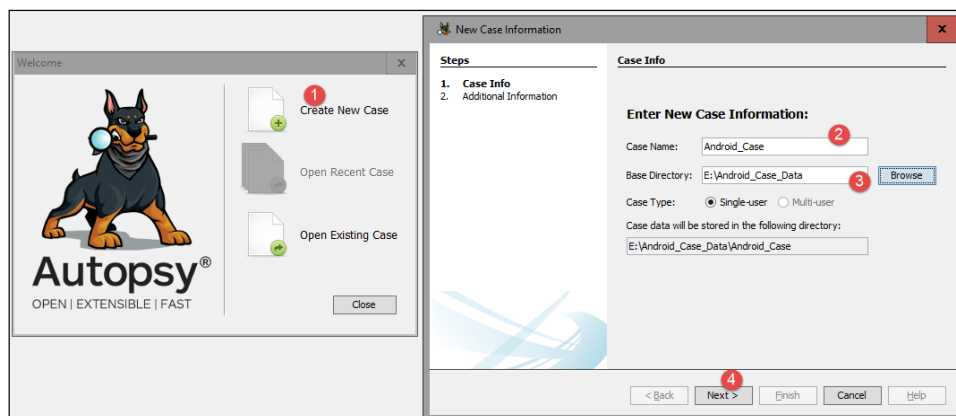 Welcome
X
1
Create New Case
Open Recent Case
Open Existing Case
Autopsy®
OPEN | EXTENSIBLE | FAST
Close
New Case Information
X
Steps
1. Case Info
2. Additional Information
Case Info
Enter New Case Information:
2
Case Name: Android_Case
3
Base Directory: E:\Android_Case_Data Browse
Case Type: Single-user Multi-user
Case data will be stored in the following directory:
E:\Android_Case_Data\Android_Case
4
< Back Next > Finish Cancel Help